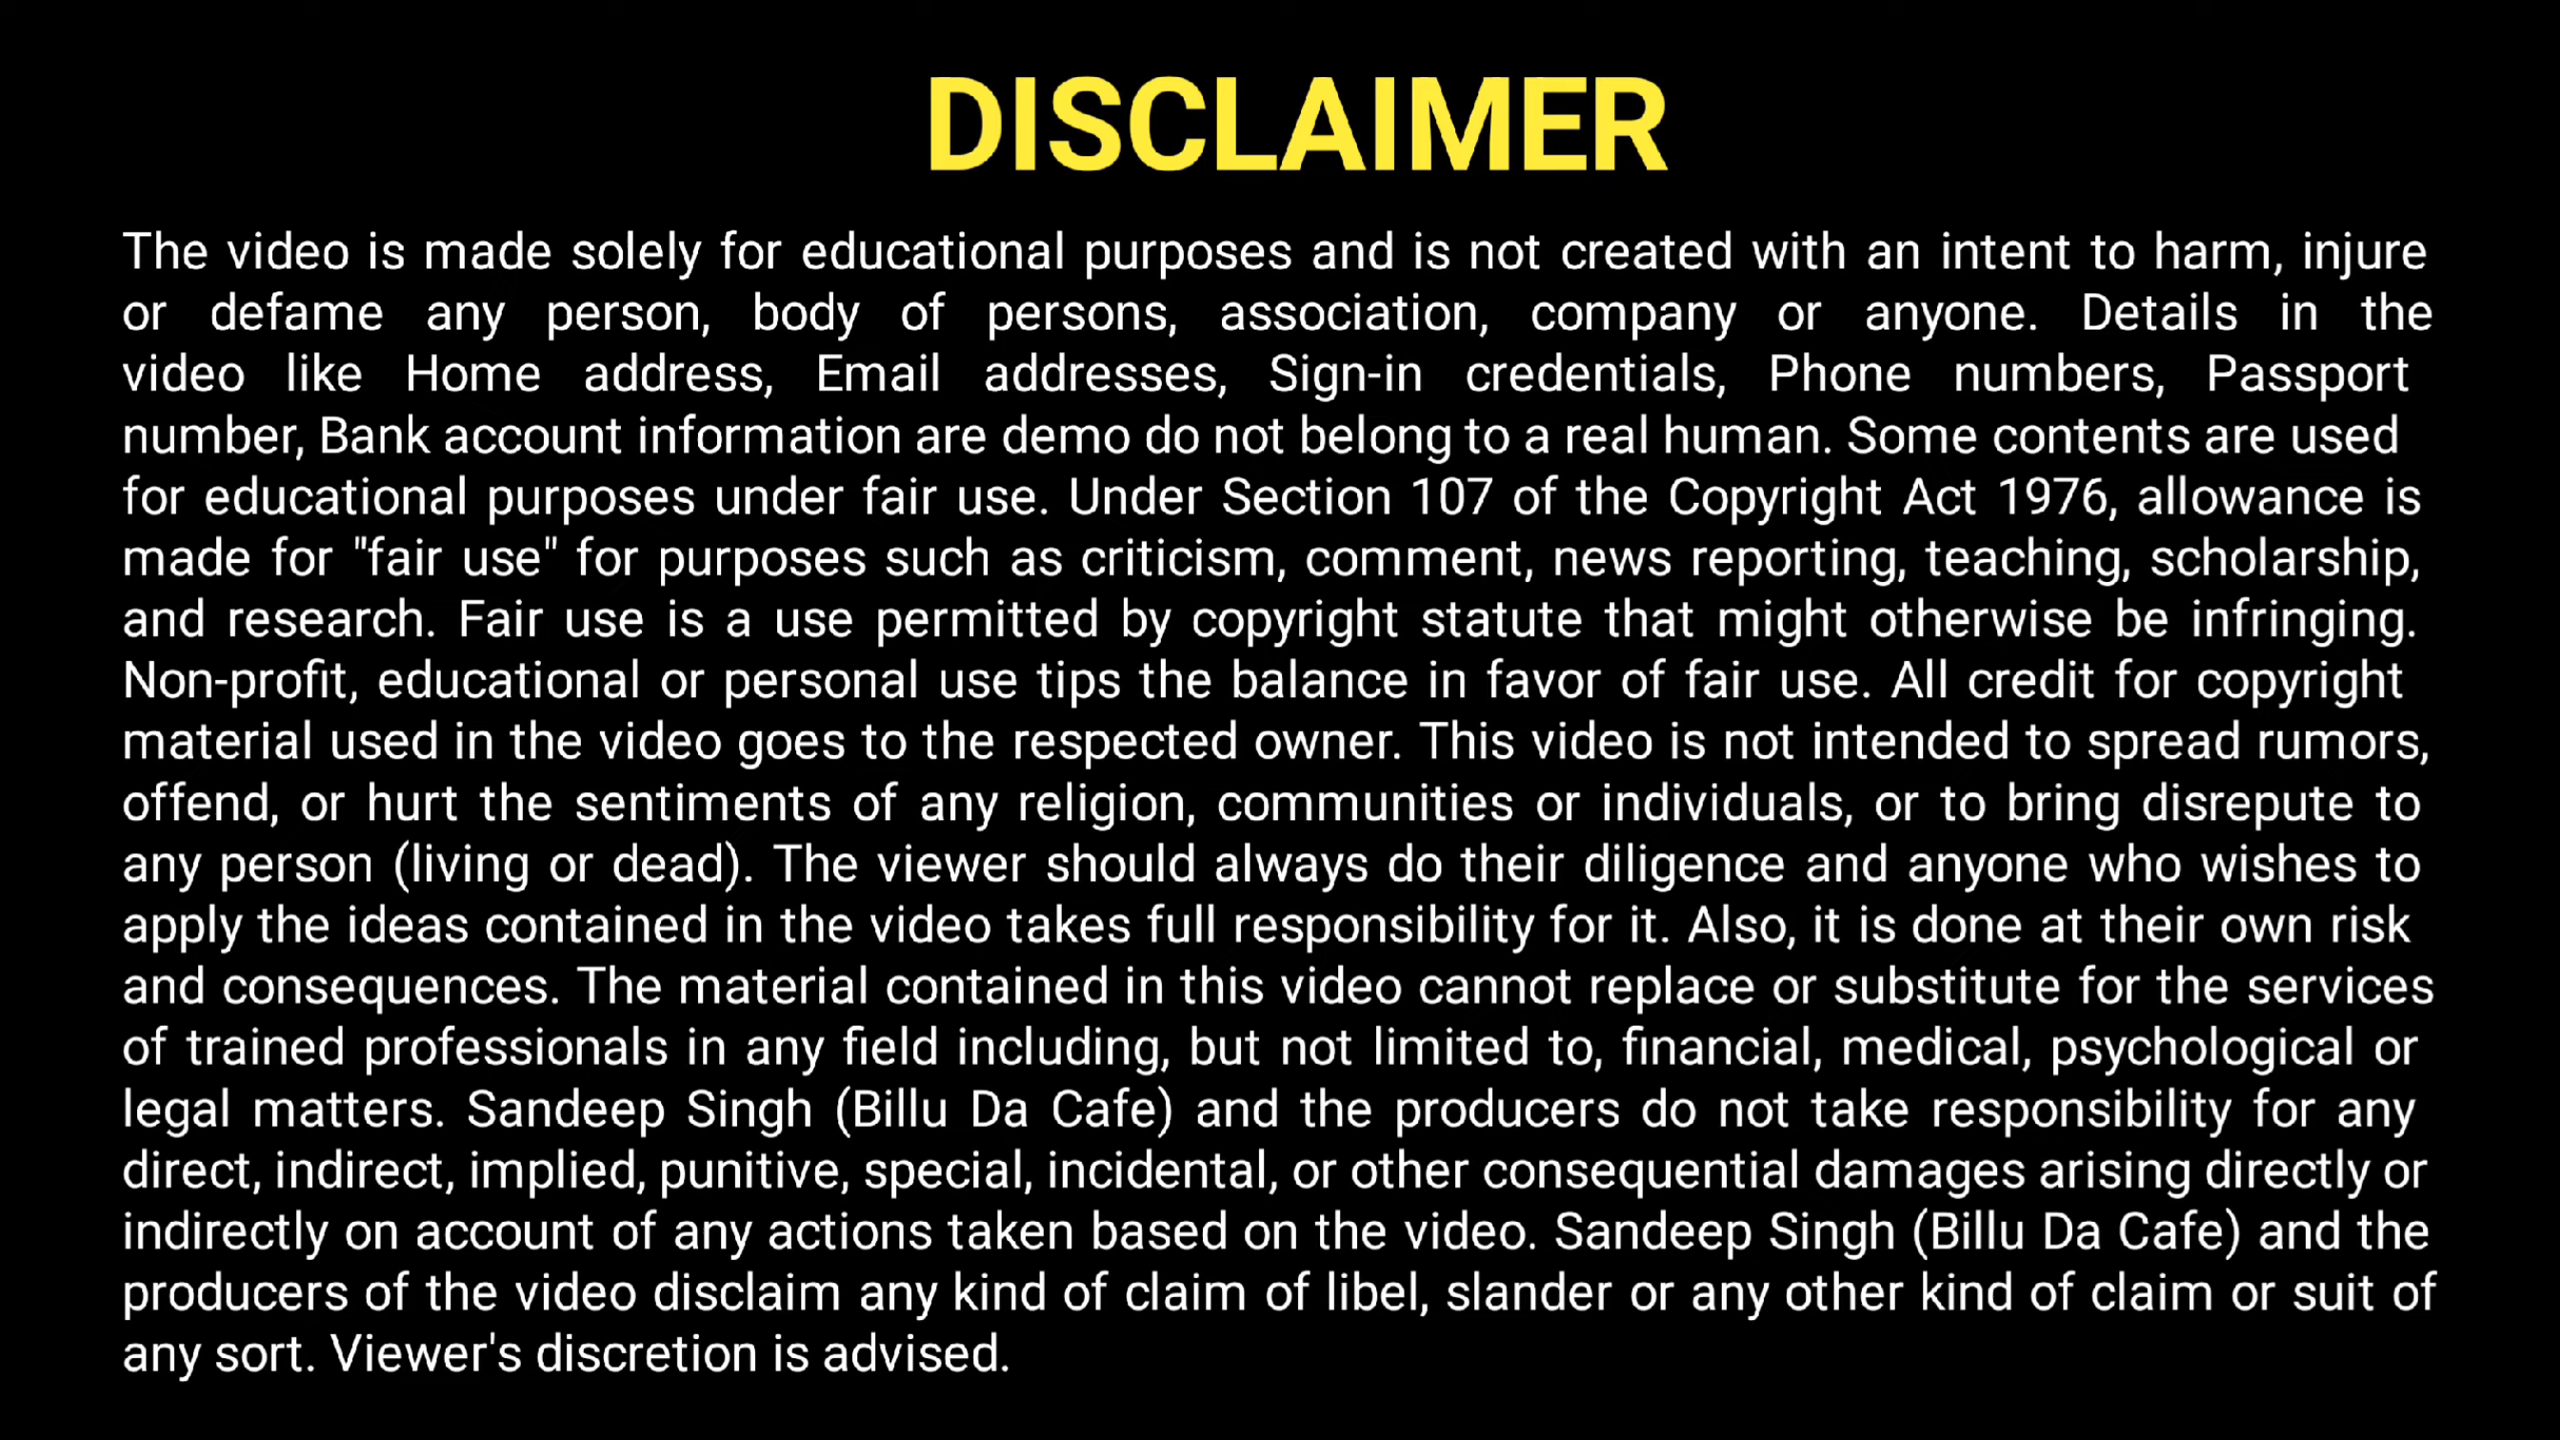 DISCLAIMER
The video is made solely for educational purposes and is not created with an intent to harm, injure
or defame any person, body of persons, association, company or anyone. Details in the
video like Home address, Email addresses, Sign-in credentials, Phone numbers, Passport
number, Bank account information are demo do not belong to a real human. Some contents are used
for educational purposes under fair use. Under Section 107 of the Copyright Act 1976, allowance is
made for "fair use" for purposes such as criticism, comment, news reporting, teaching, scholarship,
and research. Fair use is a use permitted by copyright statute that might otherwise be infringing.
Non-profit, educational or personal use tips the balance in favor of fair use. All credit for copyright
material used in the video goes to the respected owner. This video is not intended to spread rumors,
offend, or hurt the sentiments of any religion, communities or individuals, or to bring disrepute to
any person (living or dead). The viewer should always do their diligence and anyone who wishes to
apply the ideas contained in the video takes full responsibility for it. Also, it is done at their own risk
and consequences. The material contained in this video cannot replace or substitute for the services
of trained professionals in any field including, but not limited to, financial, medical, psychological or
legal matters. Sandeep Singh (Billu Da Cafe) and the producers do not take responsibility for any
direct, indirect, implied, punitive, special, incidental, or other consequential damages arising directly or
indirectly on account of any actions taken based on the video. Sandeep Singh (Billu Da Cafe) and the
producers of the video disclaim any kind of claim of libel, slander or any other kind of claim or suit of
any sort. Viewer's discretion is advised.